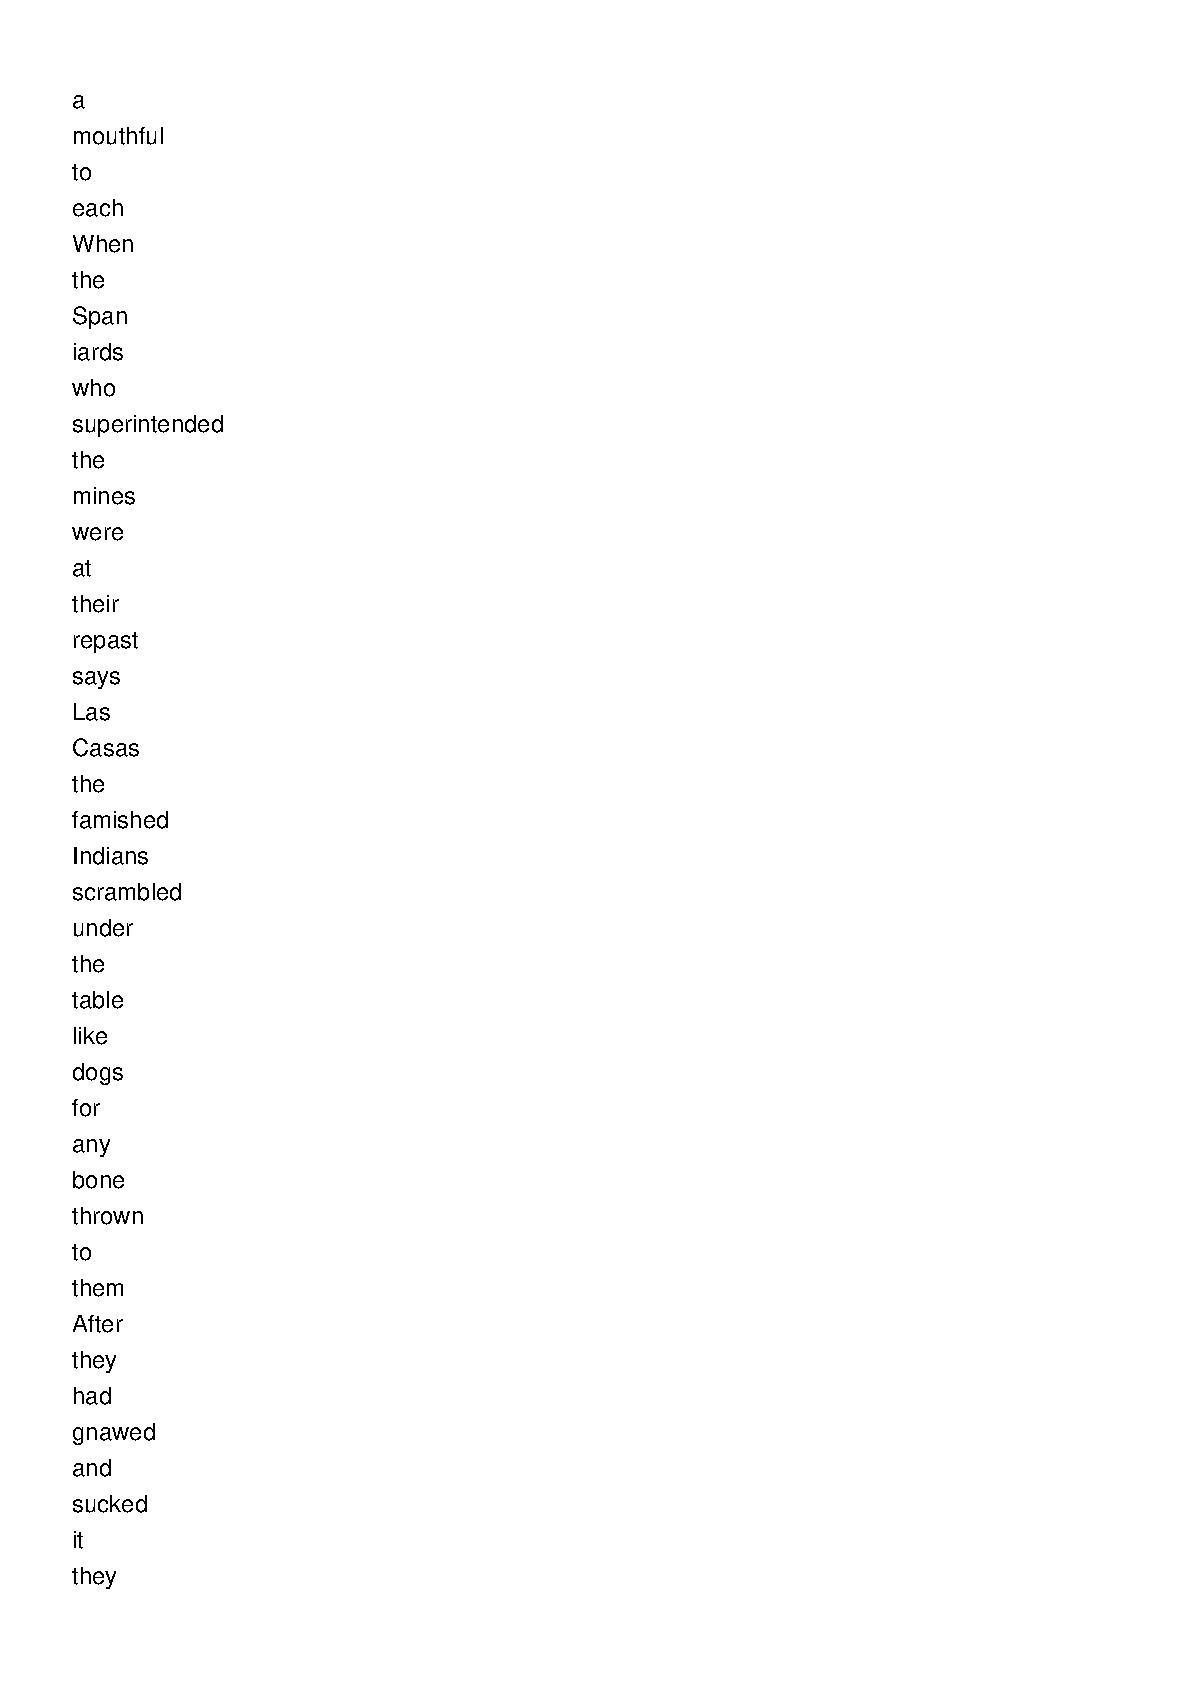 a
mouthful
to
each
When
the
Span
iards
who
superintended
the
mines
were
at
their
repast
says
Las
Casas
the
famished
Indians
scrambled
under
the
table
like
dogs
for
any
bone
thrown
to
them
After
they
had
gnawed
and
sucked
it
they